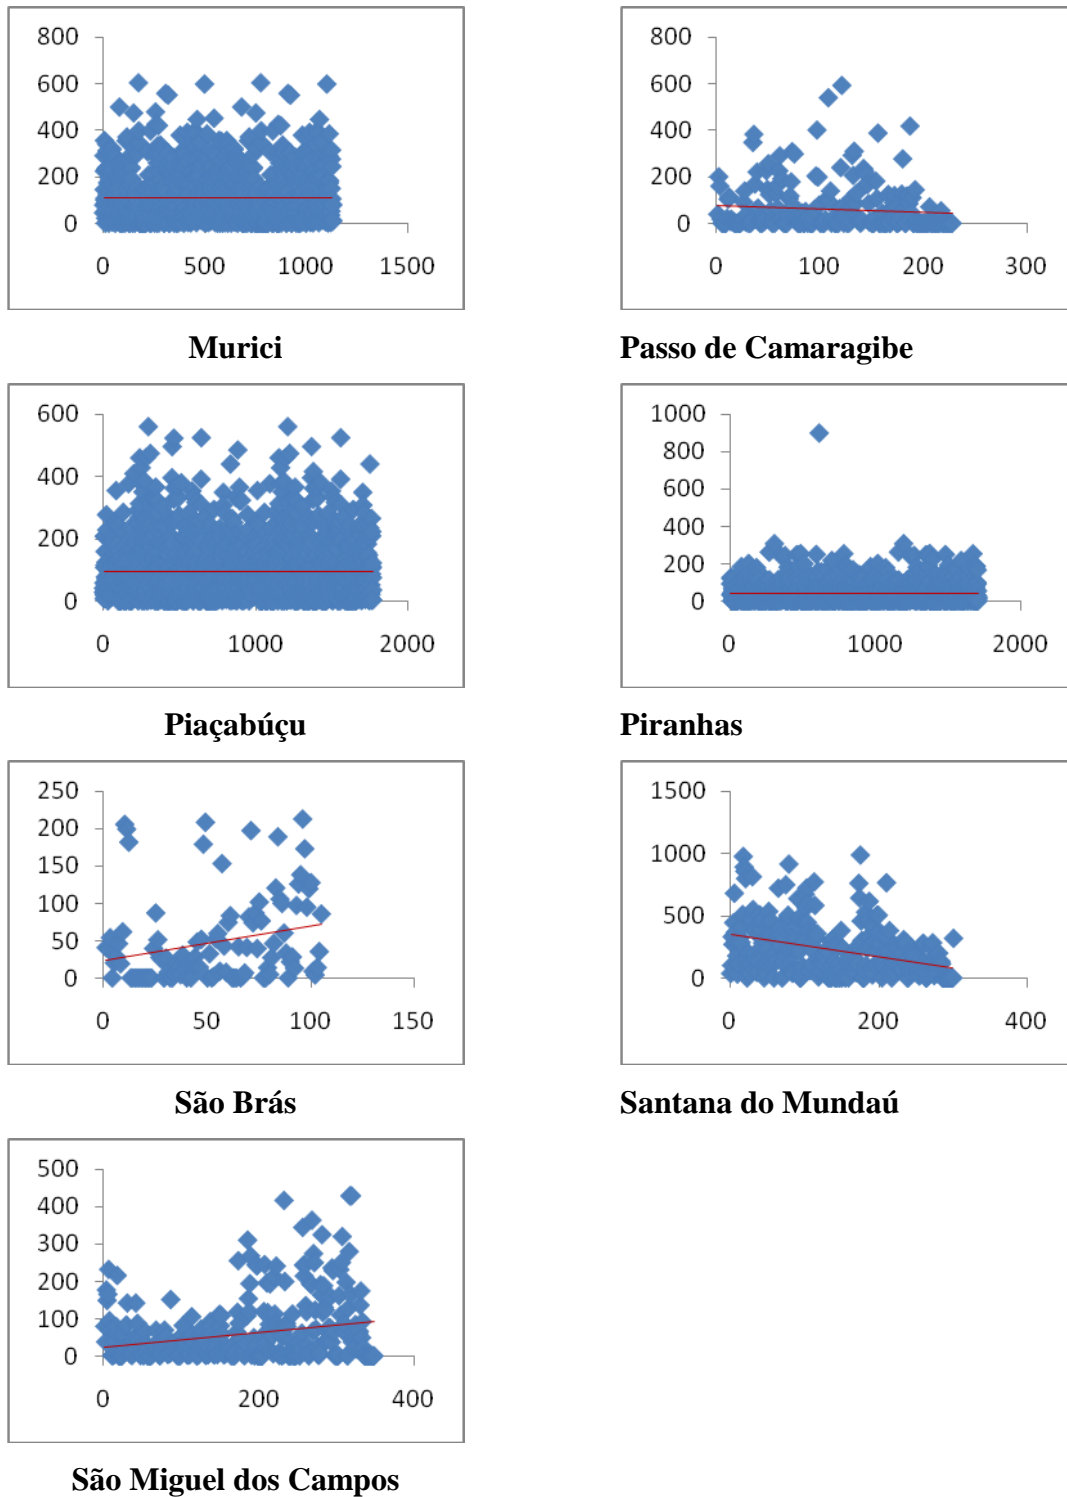 800
600
400
200
0
0 500 1000 1500
Murici
800
600
400
200
0
0 100 200 300
Passo de Camaragibe
600
400
200
0
0 1000 2000
Piaçabúçu
1000
800
600
400
200
0
0 1000 2000
Piranhas
250
200
150
100
50
0
0 50 100 150
São Brás
1500
1000
500
0
0 200 400
Santana do Mundaú
500
400
300
200
100
0
0 200 400
São Miguel dos Campos